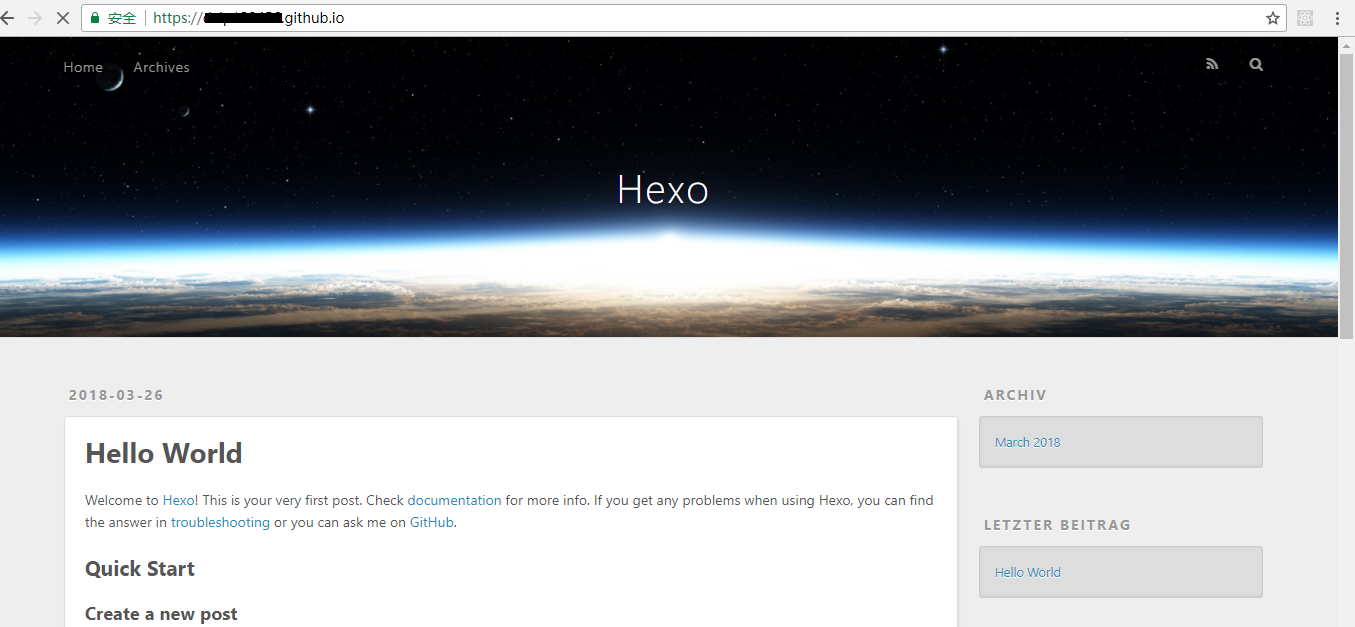 安全 https://
.github.io
Home Archives
Hexo
2018-03-26
Hello World
Welcome to Hexo! This is your very first post. Check documentation for more info. If you get any problems when using Hexo, you can find
the answer in troubleshooting or you can ask me on GitHub.
Quick Start
Create a new post
ARCHIV
March 2018
LETZTER BEITRAG
Hello World